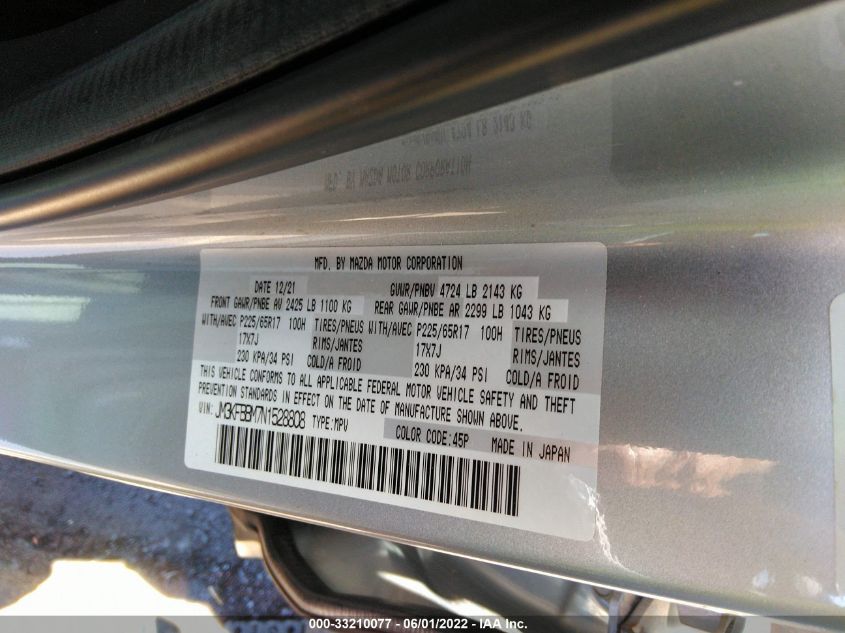 MFD. BY MAZDA MOTOR CORPORATION
DATE 12/21 GVWR/PNBV 4724 LB 2143 KG
FRONT GAWR/PNBE AV 2425 LB 1100 KG REAR GAWR/PNBE AR 2299 LB 1043 KG
WITH/AVEC P225/65R17 100H TIRES/PNEUS WITH/AVEC P225/65R17 100H TIRES/PNEUS
17X7J RIMS/JANTES 17X7J RIMS/JANTES
230 KPA/34 PSI COLD/A FROID 230 KPA/34 PSI COLD/A FROID
THIS VEHICLE CONFORMS TO ALL APPLICABLE FEDERAL MOTOR VEHICLE SAFETY AND THEFT
PREVENTION STANDARDS IN EFFECT ON THE DATE OF MANUFACTURE SHOWN ABOVE.
VIN: JM3KFBBM7N1528808 TYPE:MPV COLOR CODE:45P MADE IN JAPAN
000-33210077 - 06/01/2022 - IAA Inc.